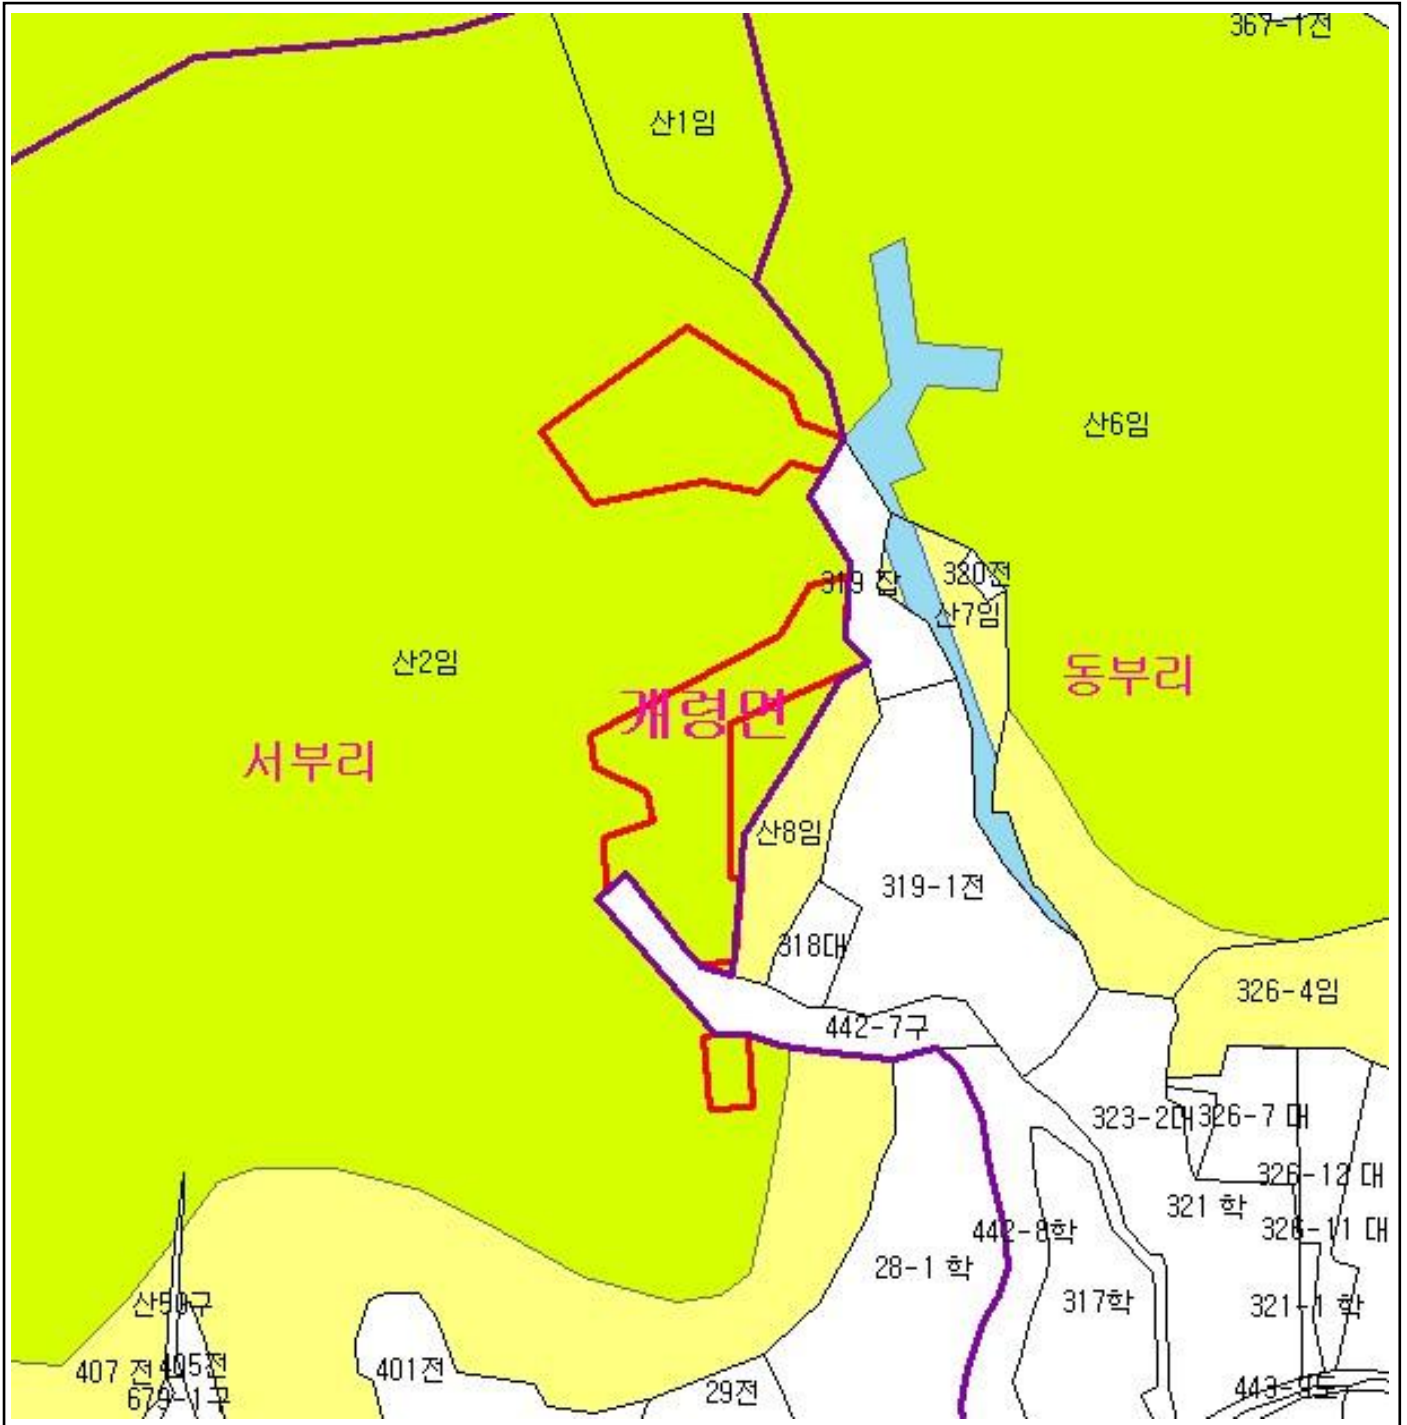 367-1전
산1임
산6임
319 잡
320전
산7임
산2임
동부리
개령면
서부리
산8임
319-1전
318대
326-4임
442-7구
323-2대
326-7 대
326-12 대
321 학
442-8학
326-11 대
28-1 학
317학
321-1 학
산59구
407 전
405전
401전
29전
679-1구